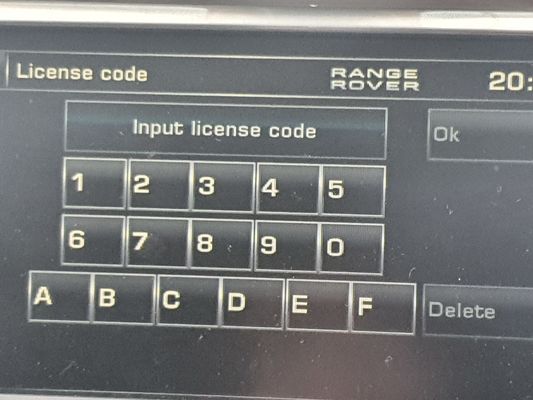 License code
RANGE
ROVER
20:
Input license code
Ok
1 2 3 4 5
6 7 8 9 0
A B C D E F
Delete